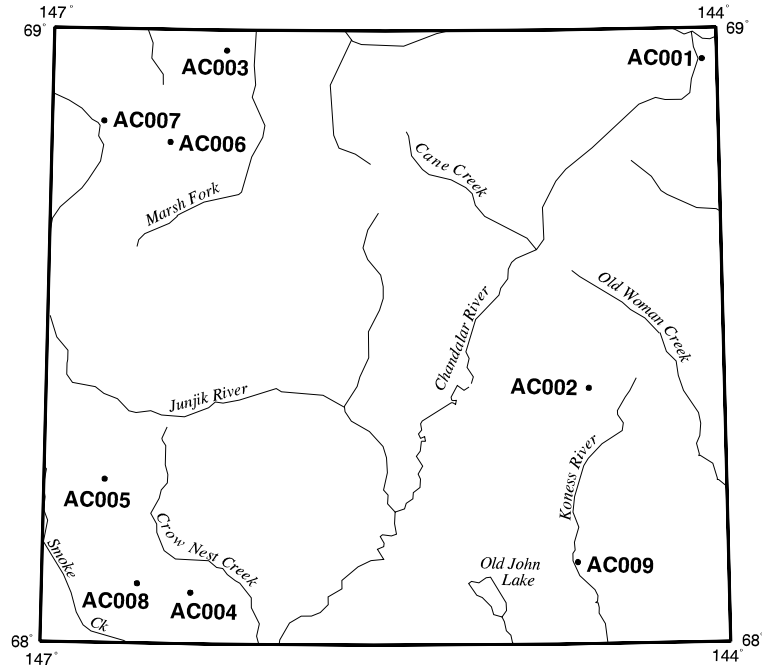 147°
144°
69°
69°
AC003
AC001
AC007
AC006
Cane Creek
Marsh Fork
Old Woman Creek
Chandalar River
AC002
Junjik River
Koness River
AC005
Crow Nest Creek
Smoke
Ck
Old John
Lake
AC009
AC008
AC004
68°
68°
147°
144°